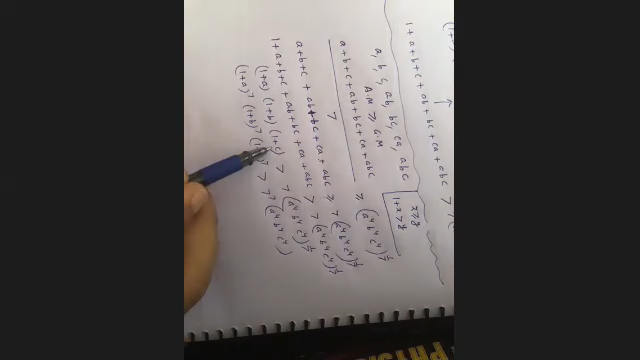 1+a+b+c + ab + bc + ca + abc > 7 (
x ≥ y
1+x > y
a, b, c, ab, bc, ca, abc
A.M ≥ G.M
a+b+c+ab+bc+ca+abc / 7 ≥ (a⁴b⁴c⁴)^1/7
a+b+c + ab+bc+ca+abc ≥ 7 (a⁴b⁴c⁴)^1/7
1+a+b+c + ab+bc+ca+abc > 7 (a⁴b⁴c⁴)^1/7
(1+a) (1+b) (1+c) > 7 (a⁴b⁴c⁴)^1/7
(1+a)⁷ (1+b)⁷ > 7⁷ (a⁴b⁴c⁴)
PHYSIC